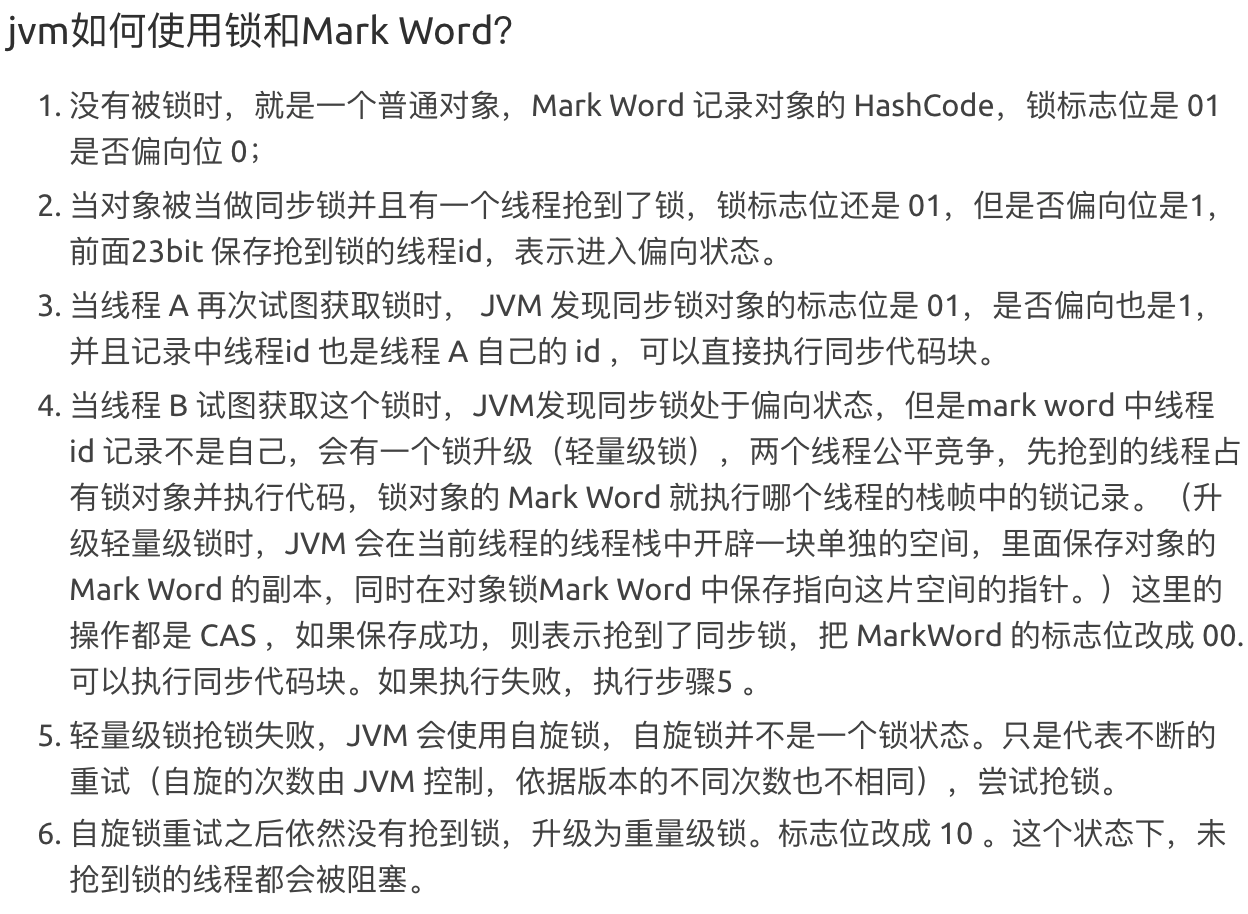 jvm如何使用锁和Mark Word?
1. 没有被锁时，就是一个普通对象，Mark Word 记录对象的 HashCode，锁标志位是 01
是否偏向位 0；
2. 当对象被当做同步锁并且有一个线程抢到了锁，锁标志位还是 01，但是否偏向位是1，
前面23bit 保存抢到锁的线程id，表示进入偏向状态。
3. 当线程 A 再次试图获取锁时， JVM 发现同步锁对象的标志位是 01，是否偏向也是1，
并且记录中线程id 也是线程 A 自己的 id ，可以直接执行同步代码块。
4. 当线程 B 试图获取这个锁时，JVM发现同步锁处于偏向状态，但是mark word 中线程
id 记录不是自己，会有一个锁升级（轻量级锁），两个线程公平竞争，先抢到的线程占
有锁对象并执行代码，锁对象的 Mark Word 就执行哪个线程的栈帧中的锁记录。（升
级轻量级锁时，JVM 会在当前线程的线程栈中开辟一块单独的空间，里面保存对象的
Mark Word 的副本，同时在对象锁Mark Word 中保存指向这片空间的指针。）这里的
操作都是 CAS ，如果保存成功，则表示抢到了同步锁，把 MarkWord 的标志位改成 00.
可以执行同步代码块。如果执行失败，执行步骤5 。
5. 轻量级锁抢锁失败，JVM 会使用自旋锁，自旋锁并不是一个锁状态。只是代表不断的
重试（自旋的次数由 JVM 控制，依据版本的不同次数也不相同），尝试抢锁。
6. 自旋锁重试之后依然没有抢到锁，升级为重量级锁。标志位改成 10 。这个状态下，未
抢到锁的线程都会被阻塞。